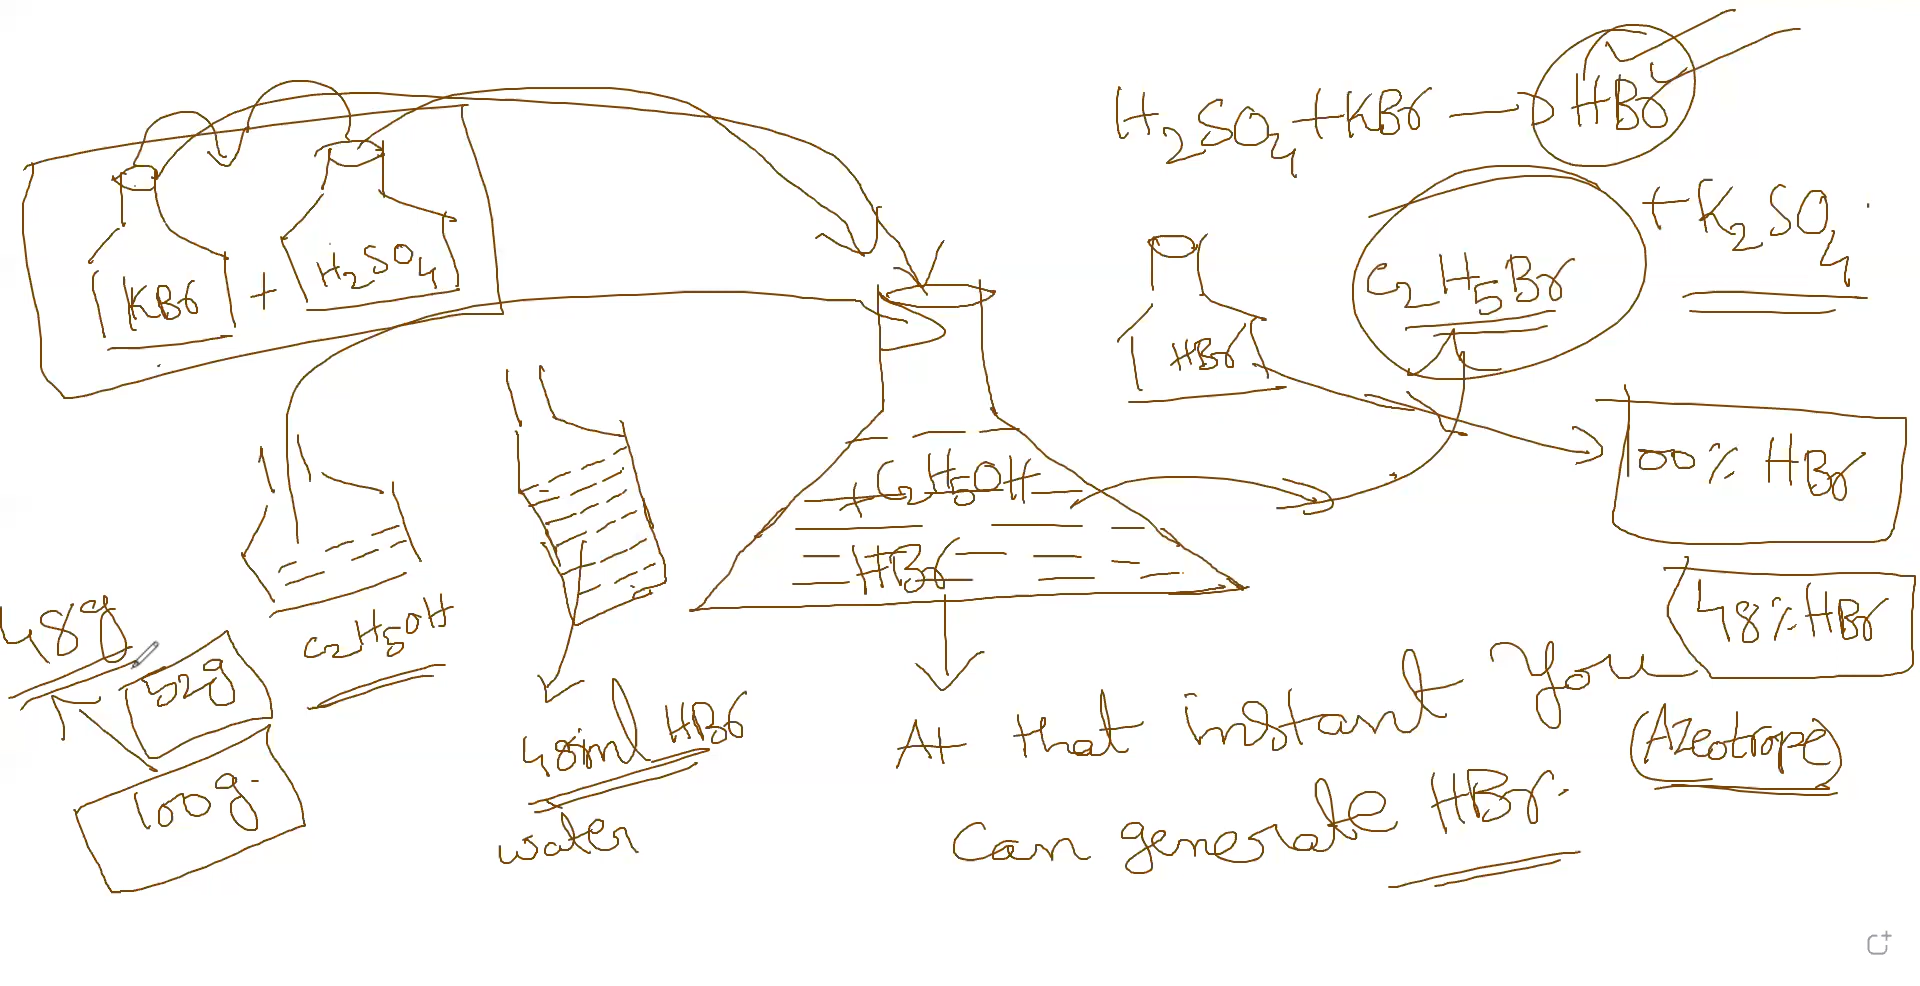 H₂SO₄ + KBr → HBr
+ K₂SO₄
KBr + H₂SO₄
C₂H₅Br
HBr
100% HBr
+ C₂H₅OH
HBr
48% HBr
(Azeotrope)
C₂H₅OH
48g
52g
100g.
48ml HBr
water
At that instant you
can generate HBr.